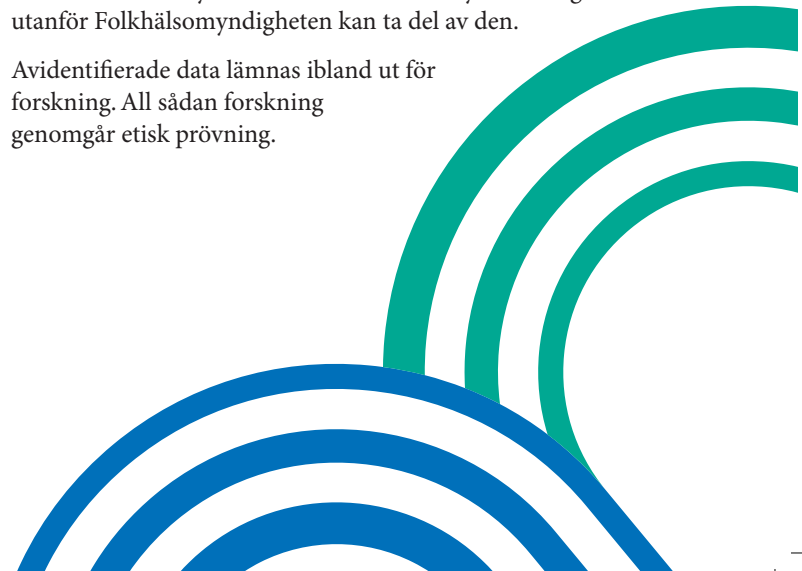 utanför Folkhälsomyndigheten kan ta del av den.
Avidentifierade data lämnas ibland ut för
forskning. All sådan forskning
genomgår etisk prövning.